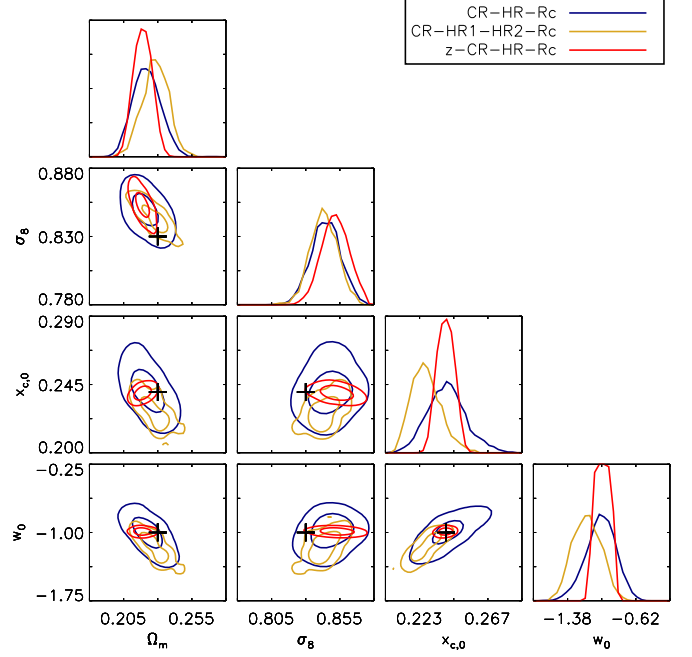 CR−HR−Rc
CR−HR1−HR2−Rc
z−CR−HR−Rc
0.880
0.830
0.780
σ8
0.290
0.245
0.200
xc,0
−0.25
−1.00
−1.75
w0
0.205 0.255 0.805 0.855 0.223 0.267 −1.38 −0.62
Ωm σ8 xc,0 w0